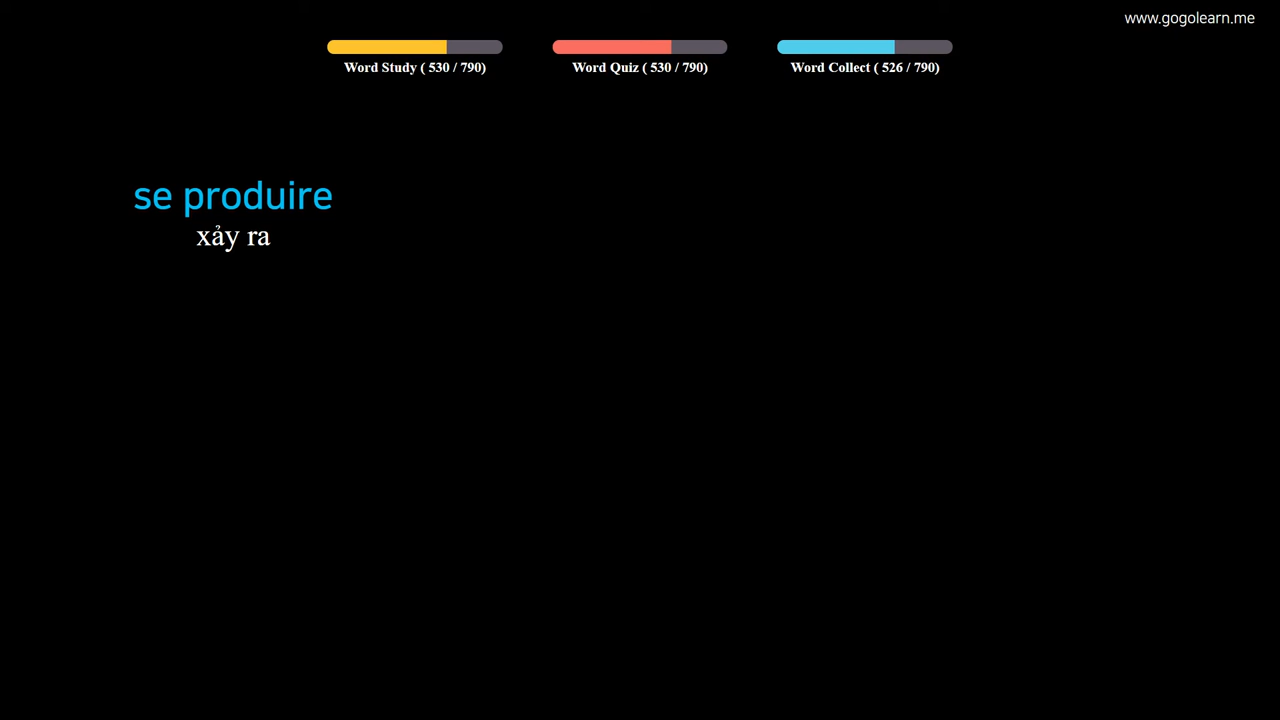 www.gogolearn.me
Word Study ( 530 / 790)
Word Quiz ( 530 / 790)
Word Collect ( 526 / 790)
se produire
xảy ra